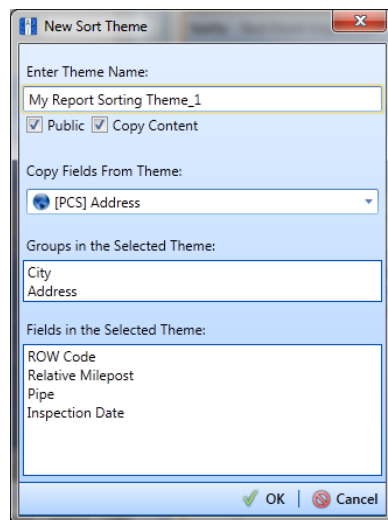 New Sort Theme
Enter Theme Name:
My Report Sorting Theme_1
Public Copy Content
Copy Fields From Theme:
[PCS] Address
Groups in the Selected Theme:
City
Address
Fields in the Selected Theme:
ROW Code
Relative Milepost
Pipe
Inspection Date
OK | Cancel